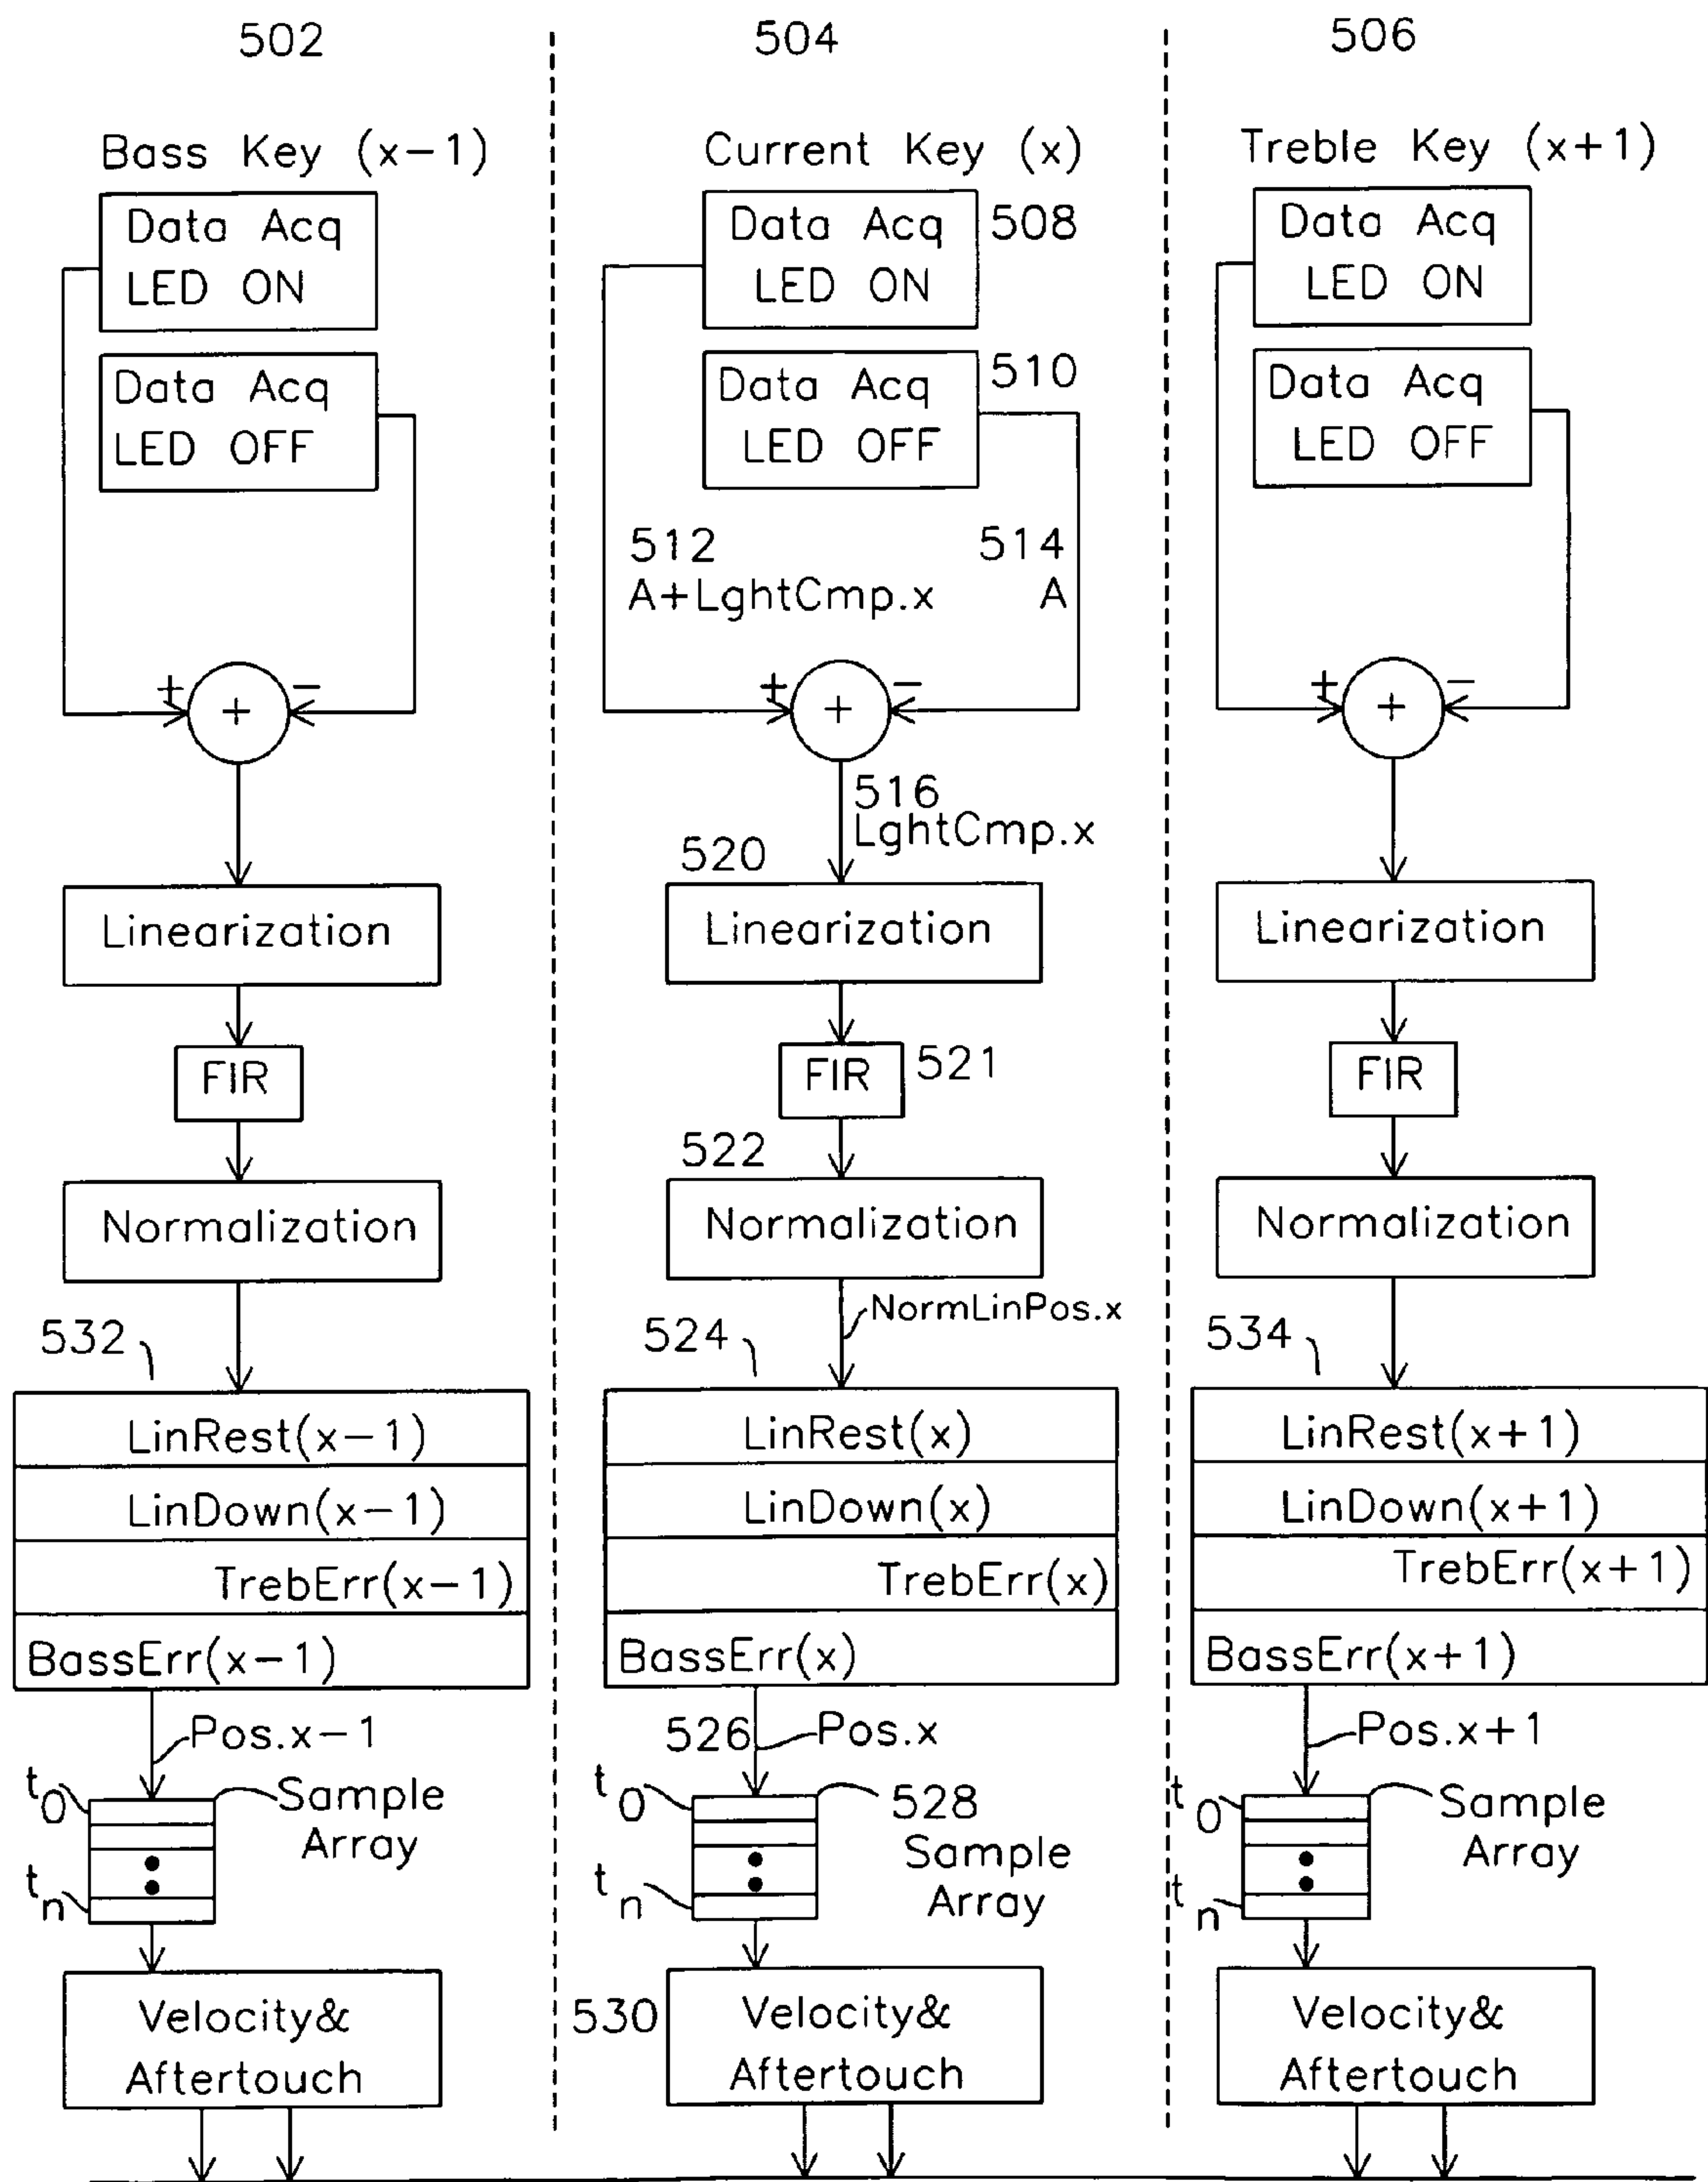 502
Bass Key (x-1)
Data Acq
LED ON
Data Acq
LED OFF
+
-
+
Linearization
FIR
Normalization
532
LinRest(x-1)
LinDown(x-1)
TrebErr(x-1)
BassErr(x-1)
Pos.x-1
t0
Sample
Array
tn
Velocity&
Aftertouch
504
Current Key (x)
Data Acq
LED ON
508
Data Acq
LED OFF
510
512
A+LghtCmp.x
514
A
+
-
+
516
LghtCmp.x
520
Linearization
FIR
521
522
Normalization
NormLinPos.x
524
LinRest(x)
LinDown(x)
TrebErr(x)
BassErr(x)
526
Pos.x
t0
528
Sample
Array
tn
530
Velocity&
Aftertouch
506
Treble Key (x+1)
Data Acq
LED ON
Data Acq
LED OFF
+
-
+
Linearization
FIR
Normalization
534
LinRest(x+1)
LinDown(x+1)
TrebErr(x+1)
BassErr(x+1)
Pos.x+1
t0
Sample
Array
tn
Velocity&
Aftertouch